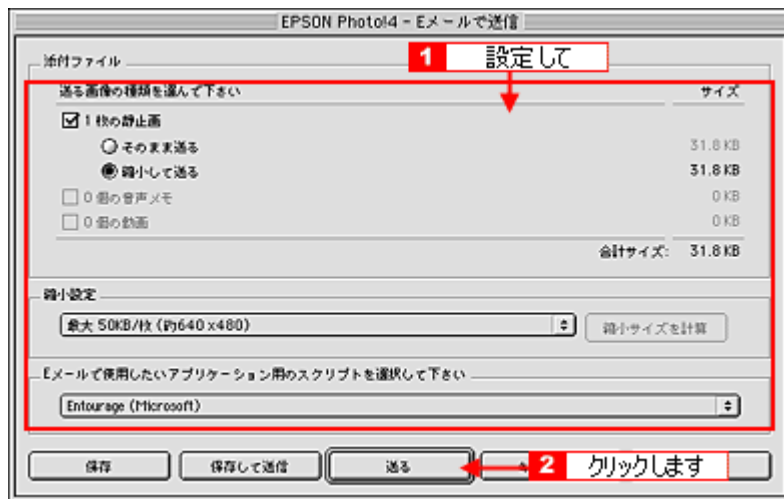 EPSON Photo!4 - Eメールで送信
添付ファイル
1 設定して
送る画像の種類を選んで下さい サイズ
1 枚の静止画
そのまま送る 31.8 KB
縮小して送る 31.8 KB
0 個の音声メモ 0 KB
0 個の動画 0 KB
合計サイズ: 31.8 KB
縮小設定
最大 50KB/枚 (約640 x480) 縮小サイズを計算
Eメールで使用したいアプリケーション用のスクリプトを選択して下さい
Entourage (Microsoft)
保存 保存して送信 送る 2 クリックします